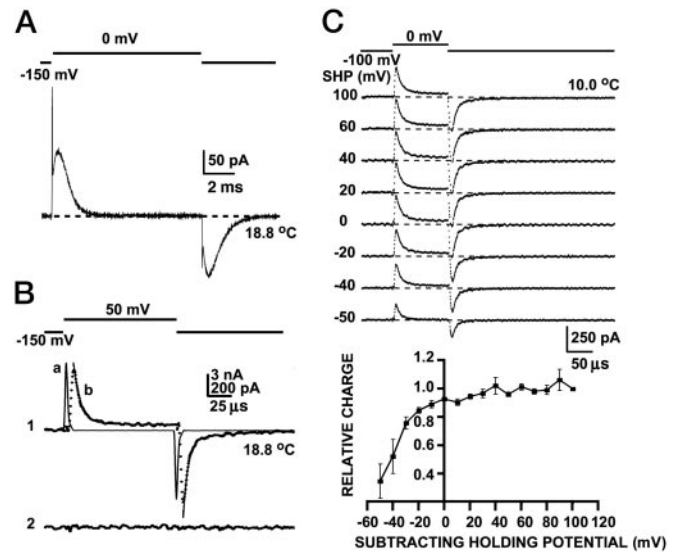 A
0 mV
-150 mV
50 pA
2 ms
18.8 °C
B
50 mV
-150 mV
a
b
3 nA
200 pA
25 µs
1
18.8 °C
2
C
0 mV
-100 mV
SHP (mV)
10.0 °C
100
60
40
20
0
-20
-40
-50
250 pA
50 µs
RELATIVE CHARGE
1.2
1.0
0.8
0.6
0.4
-60 -40 -20 0 20 40 60 80 100 120
SUBTRACTING HOLDING POTENTIAL (mV)